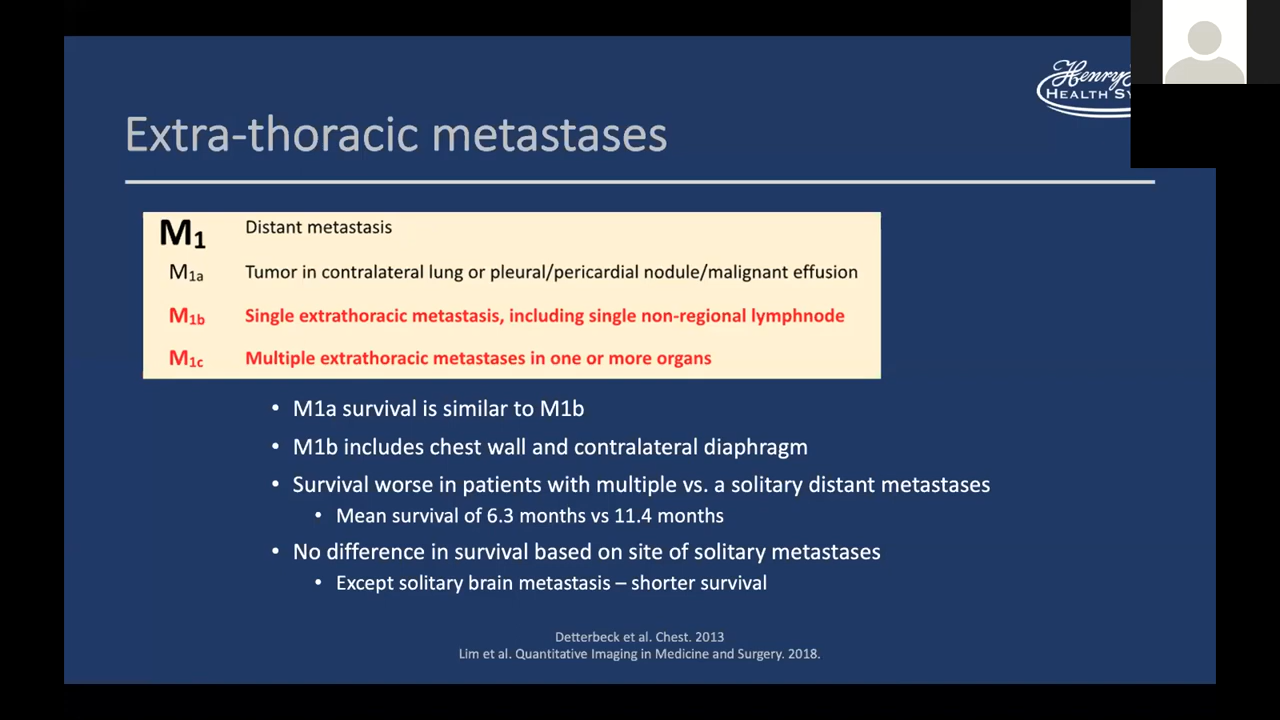 Henry
HEALTH SY
Extra-thoracic metastases
M1 Distant metastasis
M1a Tumor in contralateral lung or pleural/pericardial nodule/malignant effusion
M1b Single extrathoracic metastasis, including single non-regional lymphnode
M1c Multiple extrathoracic metastases in one or more organs
• M1a survival is similar to M1b
• M1b includes chest wall and contralateral diaphragm
• Survival worse in patients with multiple vs. a solitary distant metastases
• Mean survival of 6.3 months vs 11.4 months
• No difference in survival based on site of solitary metastases
• Except solitary brain metastasis – shorter survival
Detterbeck et al. Chest. 2013
Lim et al. Quantitative Imaging in Medicine and Surgery. 2018.